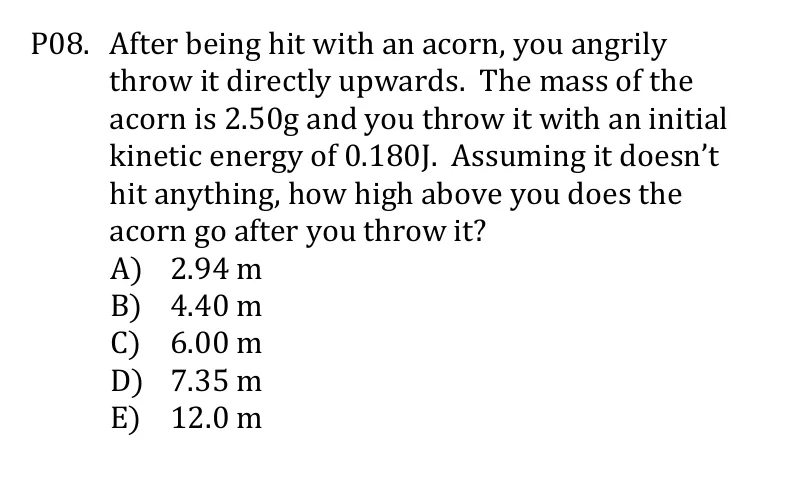 P08. After being hit with an acorn, you angrily
throw it directly upwards. The mass of the
acorn is 2.50g and you throw it with an initial
kinetic energy of 0.180J. Assuming it doesn't
hit anything, how high above you does the
acorn go after you throw it?
A) 2.94 m
B) 4.40 m
C) 6.00 m
D) 7.35 m
E) 12.0 m